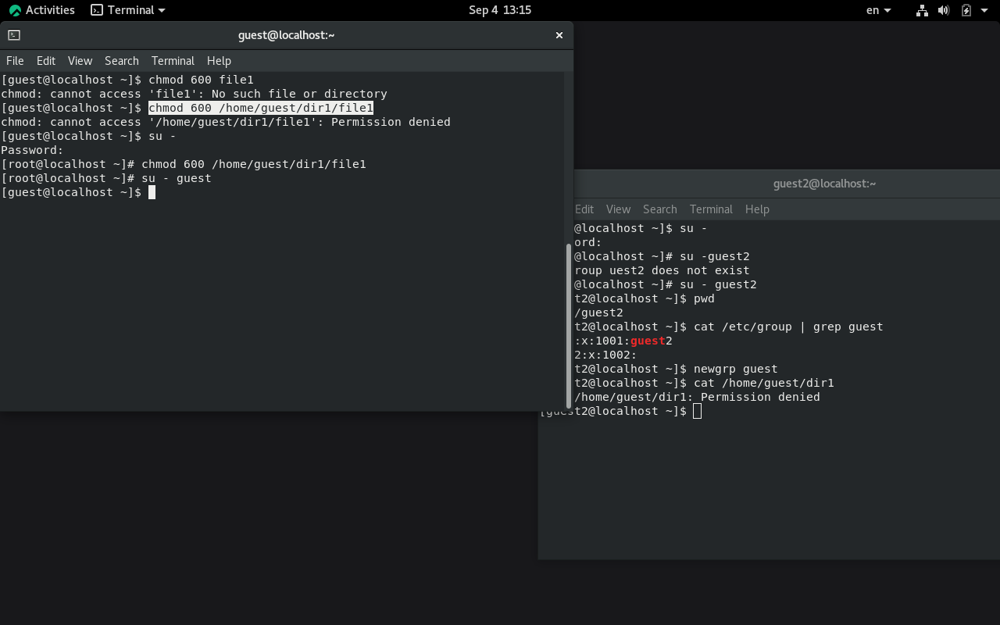 Activities Terminal Sep 4 13:15 en
guest@localhost:~
File Edit View Search Terminal Help
[guest@localhost ~]$ chmod 600 file1
chmod: cannot access 'file1': No such file or directory
[guest@localhost ~]$ chmod 600 /home/guest/dir1/file1
chmod: cannot access '/home/guest/dir1/file1': Permission denied
[guest@localhost ~]$ su -
Password:
[root@localhost ~]# chmod 600 /home/guest/dir1/file1
[root@localhost ~]# su - guest
[guest@localhost ~]$
guest2@localhost:~
Edit View Search Terminal Help
@localhost ~]$ su -
ord:
@localhost ~]# su -guest2
roup uest2 does not exist
@localhost ~]# su - guest2
t2@localhost ~]$ pwd
/guest2
t2@localhost ~]$ cat /etc/group | grep guest
:x:1001:guest2
2:x:1002:
t2@localhost ~]$ newgrp guest
t2@localhost ~]$ cat /home/guest/dir1
/home/guest/dir1: Permission denied
[guest2@localhost ~]$